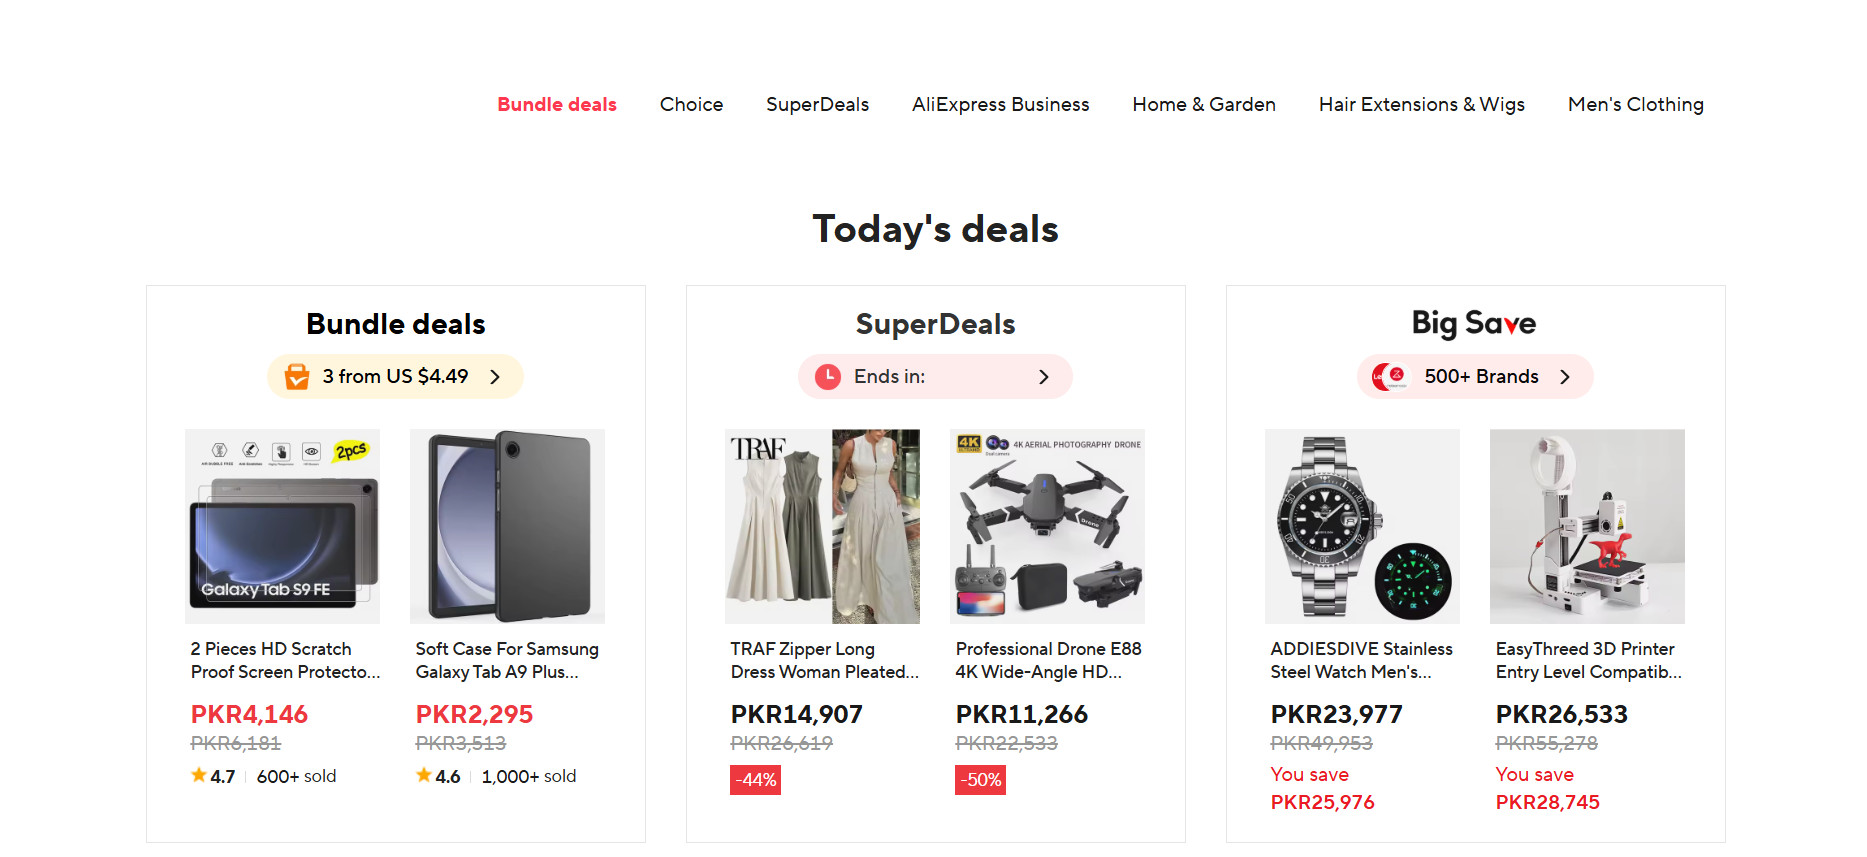 Bundle deals
Choice
SuperDeals
AliExpress Business
Home & Garden
Hair Extensions & Wigs
Men's Clothing
Today's deals
Bundle deals
3 from US $4.49
2pcs
Galaxy Tab S9 FE
2 Pieces HD Scratch
Proof Screen Protecto...
PKR4,146
PKR6,181
4.7
600+ sold
Soft Case For Samsung
Galaxy Tab A9 Plus...
PKR2,295
PKR3,513
4.6
1,000+ sold
SuperDeals
Ends in:
TRAF
TRAF Zipper Long
Dress Woman Pleated...
PKR14,907
PKR26,619
-44%
4K
4K AERIAL PHOTOGRAPHY DRONE
Dual camera
Drone
Professional Drone E88
4K Wide-Angle HD...
PKR11,266
PKR22,533
-50%
Big Save
500+ Brands
ADDIESDIVE Stainless
Steel Watch Men's...
PKR23,977
PKR49,953
You save
PKR25,976
EasyThreed 3D Printer
Entry Level Compatib...
PKR26,533
PKR55,278
You save
PKR28,745